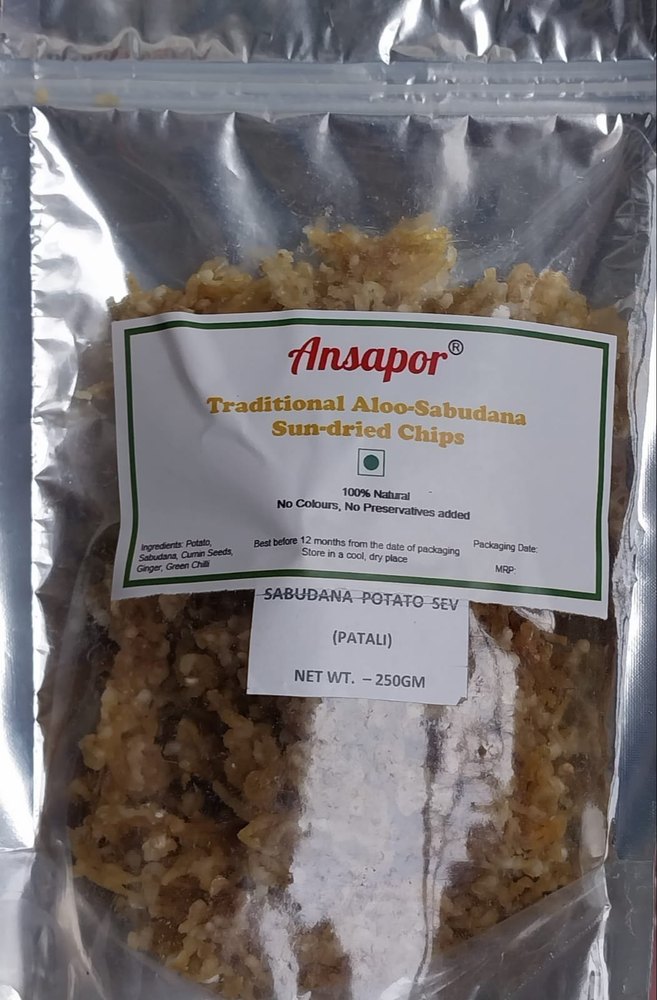 Ansapor®
Traditional Aloo-Sabudana
Sun-dried Chips
100% Natural
No Colours, No Preservatives added
Ingredients: Potato,
Sabudana, Cumin Seeds,
Ginger, Green Chilli
Best before 12 months from the date of packaging
Store in a cool, dry place
Packaging Date:
MRP:
SABUDANA POTATO SEV
(PATALI)
NET WT. – 250GM